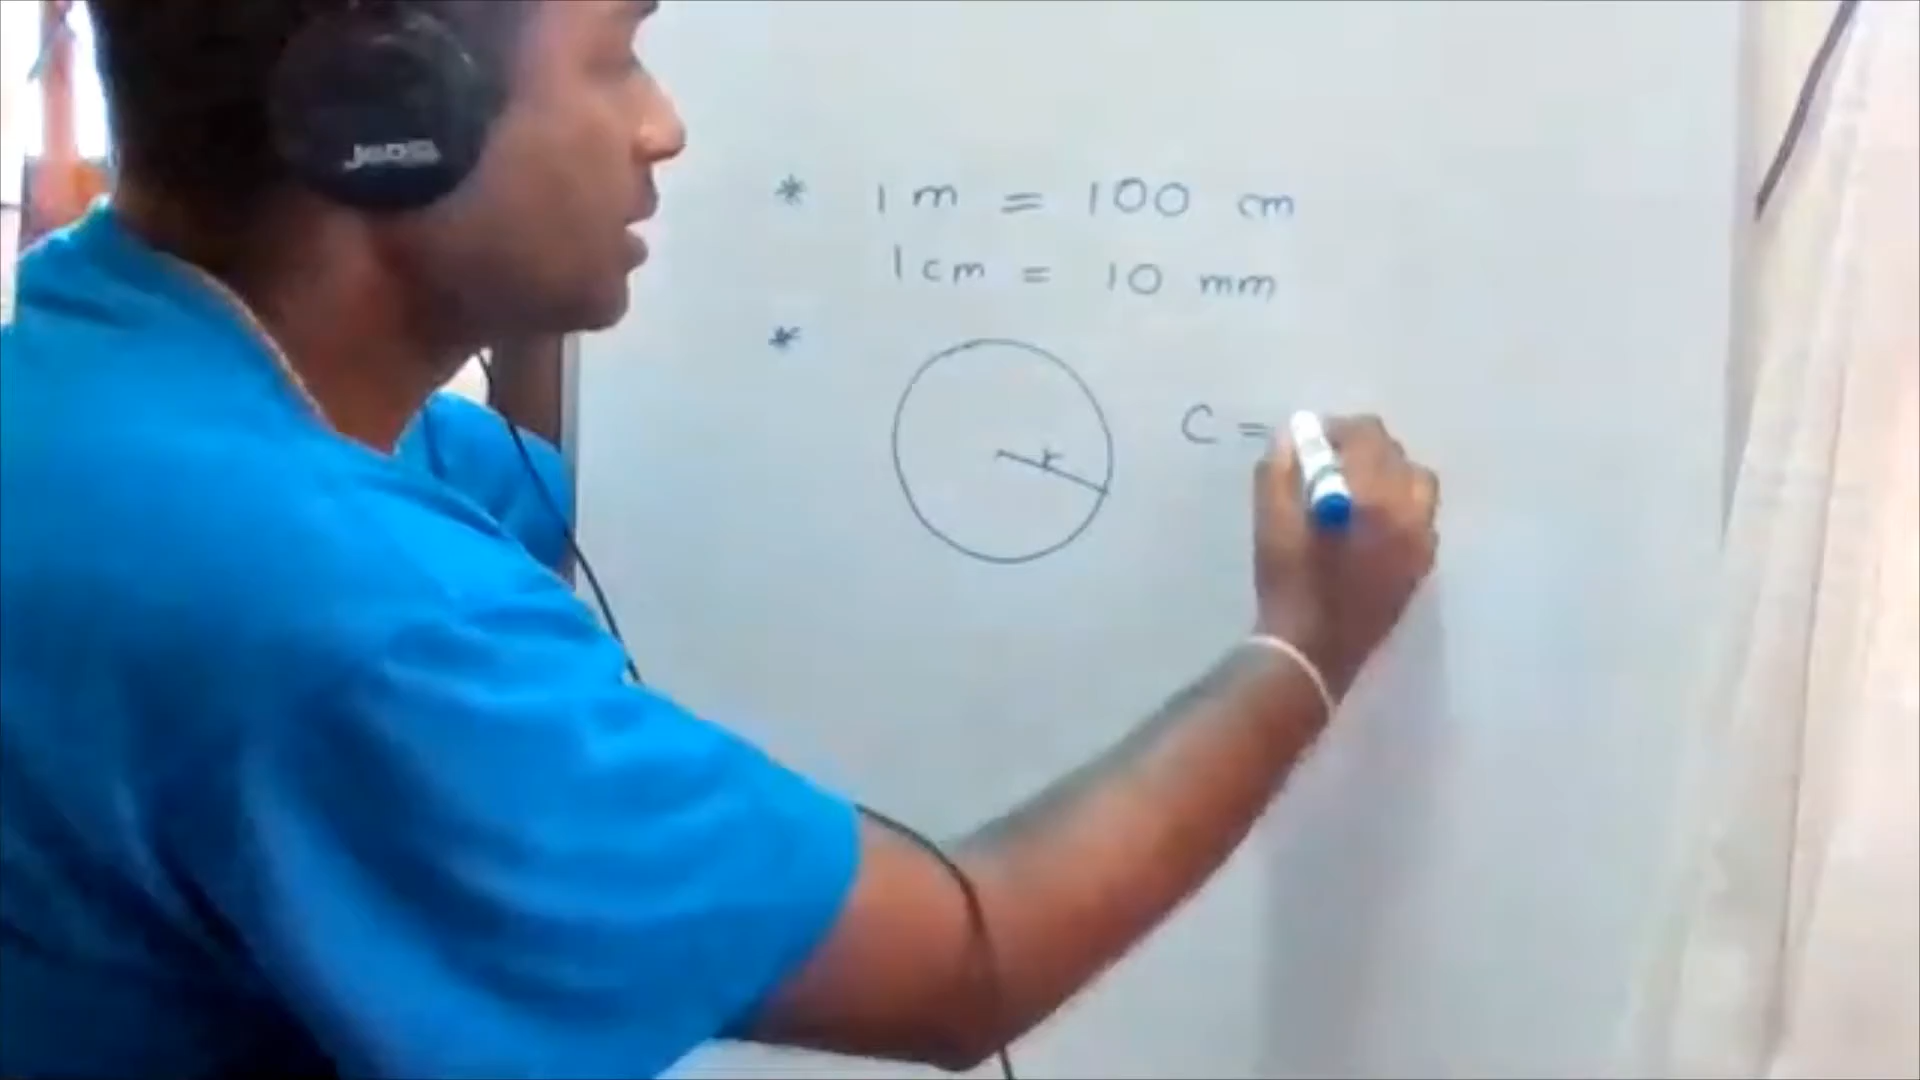 * 1 m = 100 cm
1 cm = 10 mm
*
r
C =